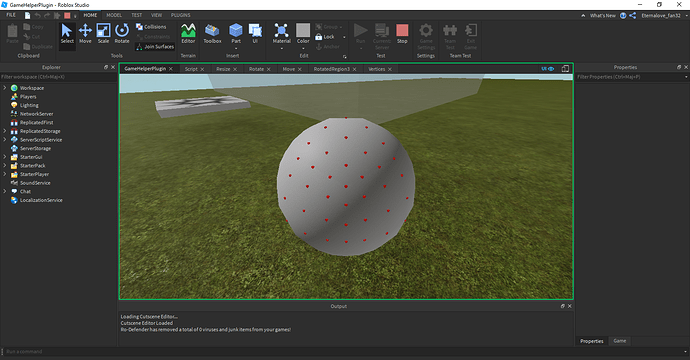 GameHelperPlugin - Roblox Studio
HOME MODEL TEST VIEW PLUGINS
What's New Share Eternalove_fan32
Paste
Copy
Cut
Duplicate
Clipboard
Select Move Scale Rotate
Collisions
Constraints
Join Surfaces
Tools
Editor
Terrain
Toolbox Part UI
Insert
Material Color
Group
Lock
Anchor
Edit
Run Current: Server Stop
Test
Game Settings
Settings
Team Test Exit Game
Team Test
Explorer
Filter workspace (Ctrl+Shift+X)
Workspace
Players
Lighting
NetworkServer
ReplicatedFirst
ReplicatedStorage
ServerScriptService
ServerStorage
StarterGui
StarterPack
StarterPlayer
SoundService
Chat
LocalizationService
GameHelperPlugin Script Resize Rotate Move RotatedRegion3 Vertices UI
Properties
Filter Properties (Ctrl+Shift+P)
Output
Loading Cutscene Editor...
Cutscene Editor Loaded
Ro-Defender has removed a total of 0 viruses and junk items from your games!
Properties Game
Run a command